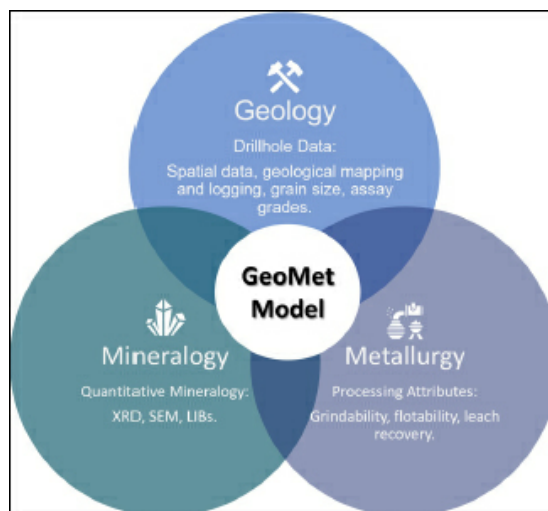 Geology
Drillhole Data:
Spatial data, geological mapping
and logging, grain size, assay
grades.
GeoMet
Model
Mineralogy
Quantitative Mineralogy:
XRD, SEM, LIBs.
Metallurgy
Processing Attributes:
Grindability, flotability, leach
recovery.